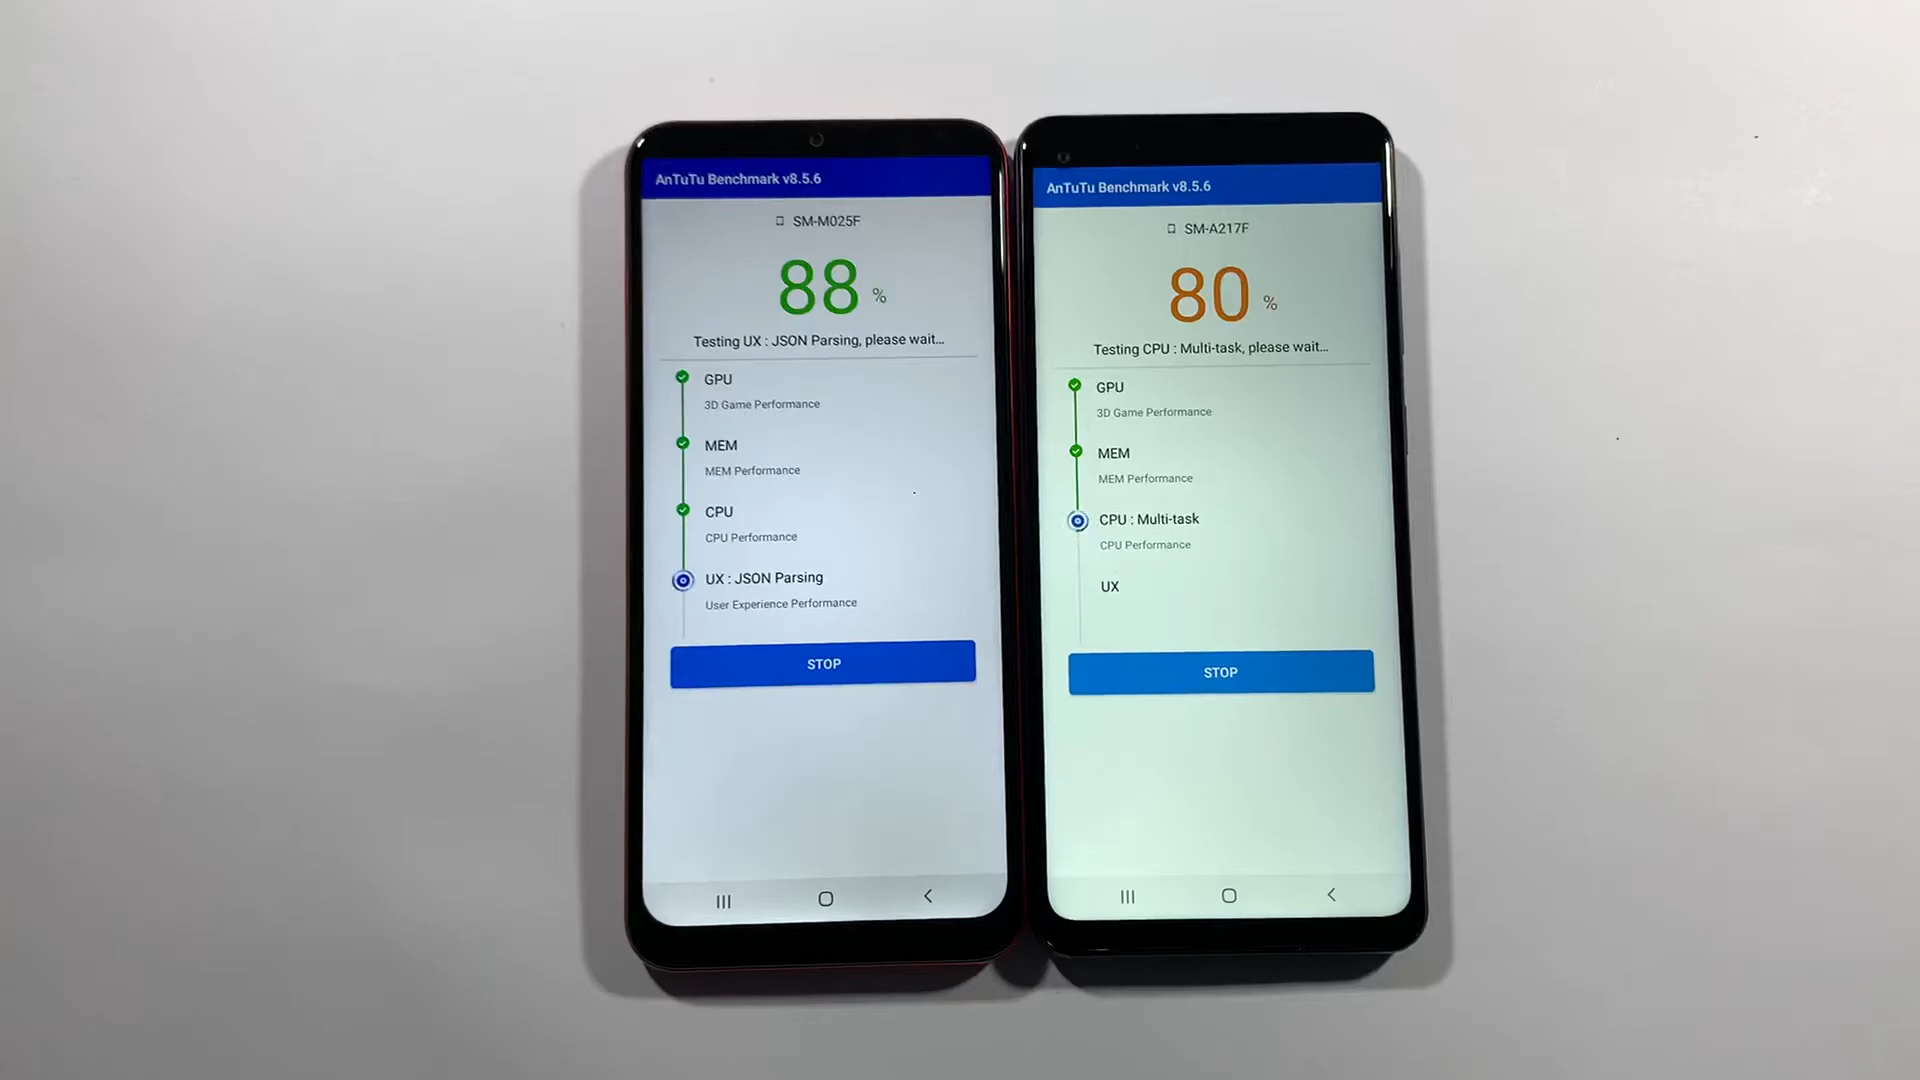 AnTuTu Benchmark v8.5.6
SM-M025F
88 %
Testing UX : JSON Parsing, please wait...
GPU
3D Game Performance
MEM
MEM Performance
CPU
CPU Performance
UX : JSON Parsing
User Experience Performance
STOP
AnTuTu Benchmark v8.5.6
SM-A217F
80 %
Testing CPU : Multi-task, please wait...
GPU
3D Game Performance
MEM
MEM Performance
CPU : Multi-task
CPU Performance
UX
STOP